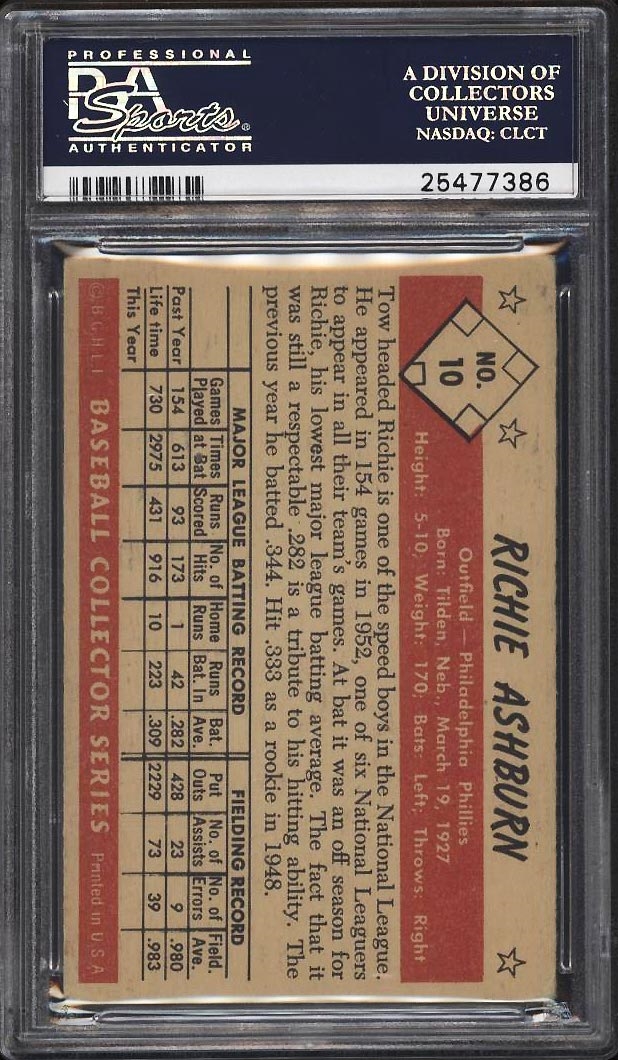 PROFESSIONAL
PSA
Sports ®
AUTHENTICATOR
A DIVISION OF
COLLECTORS
UNIVERSE
NASDAQ: CLCT
25477386
NO.
10
RICHIE ASHBURN
Outfield — Philadelphia Phillies
Born: Tilden, Neb., March 19, 1927
Height: 5-10; Weight: 170; Bats: Left; Throws: Right
Tow headed Richie is one of the speed boys in the National League.
He appeared in 154 games in 1952, one of six National Leaguers
to appear in all their team's games. At bat it was an off season for
Richie, his lowest major league batting average. The fact that it
was still a respectable .282 is a tribute to his hitting ability. The
previous year he batted .344. Hit .333 as a rookie in 1948.
MAJOR LEAGUE BATTING RECORD FIELDING RECORD
Games Times Runs No. of Home Runs Bat. Put No. of No. of Field.
Played at Bat Scored Hits Runs Bat. In Ave. Outs Assists Errors Ave.
Past Year 154 613 93 173 1 42 .282 428 23 9 .980
Life time 730 2975 431 916 10 223 .309 2229 73 39 .983
This Year
© B.G.H.L.I. BASEBALL COLLECTOR SERIES Printed in U.S.A